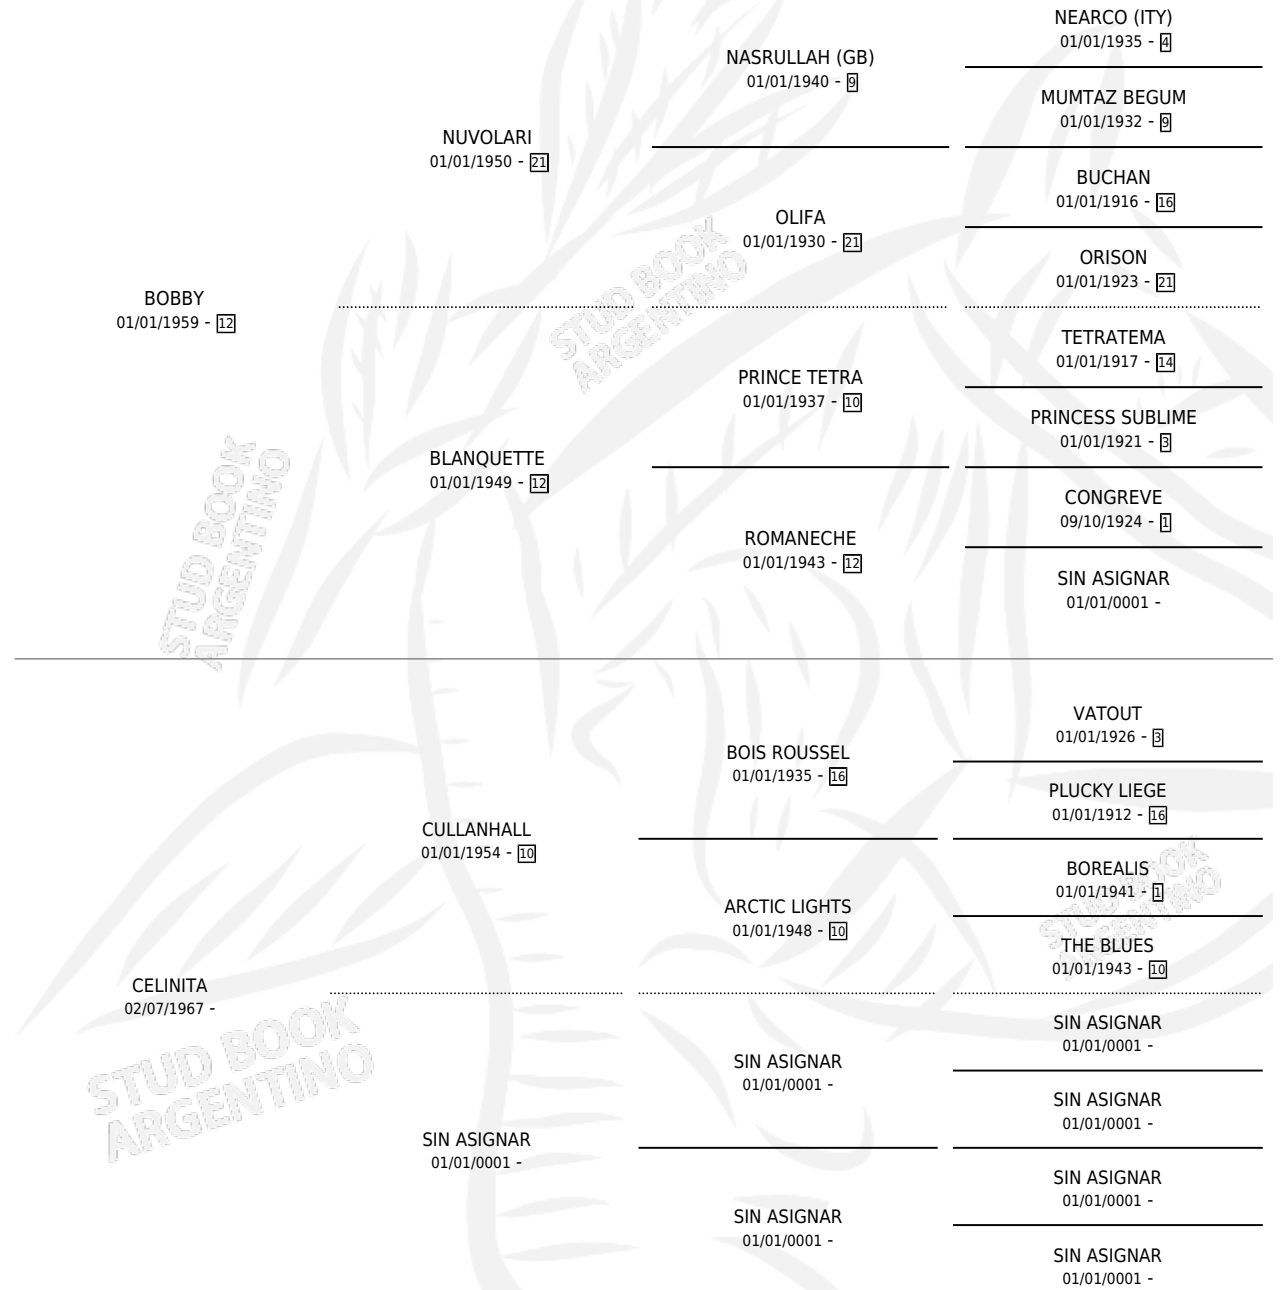 NEARCO (ITY)
01/01/1935 - 4
NASRULLAH (GB)
01/01/1940 - 9
MUMTAZ BEGUM
01/01/1932 - 9
NUVOLARI
01/01/1950 - 21
BUCHAN
01/01/1916 - 16
OLIFA
01/01/1930 - 21
ORISON
01/01/1923 - 21
BOBBY
01/01/1959 - 12
TETRATEMA
01/01/1917 - 14
PRINCE TETRA
01/01/1937 - 10
PRINCESS SUBLIME
01/01/1921 - 3
BLANQUETTE
01/01/1949 - 12
CONGREVE
09/10/1924 - 1
ROMANECHE
01/01/1943 - 12
SIN ASIGNAR
01/01/0001 -
VATOUT
01/01/1926 - 3
BOIS ROUSSEL
01/01/1935 - 16
PLUCKY LIEGE
01/01/1912 - 16
CULLANHALL
01/01/1954 - 10
BOREALIS
01/01/1941 - 1
ARCTIC LIGHTS
01/01/1948 - 10
THE BLUES
01/01/1943 - 10
CELINITA
02/07/1967 -
SIN ASIGNAR
01/01/0001 -
SIN ASIGNAR
01/01/0001 -
SIN ASIGNAR
01/01/0001 -
SIN ASIGNAR
01/01/0001 -
SIN ASIGNAR
01/01/0001 -
SIN ASIGNAR
01/01/0001 -
SIN ASIGNAR
01/01/0001 -
STUD BOOK
ARGENTINO
STUD BOOK
ARGENTINO
STUD BOOK
ARGENTINO
STUD BOOK
ARGENTINO